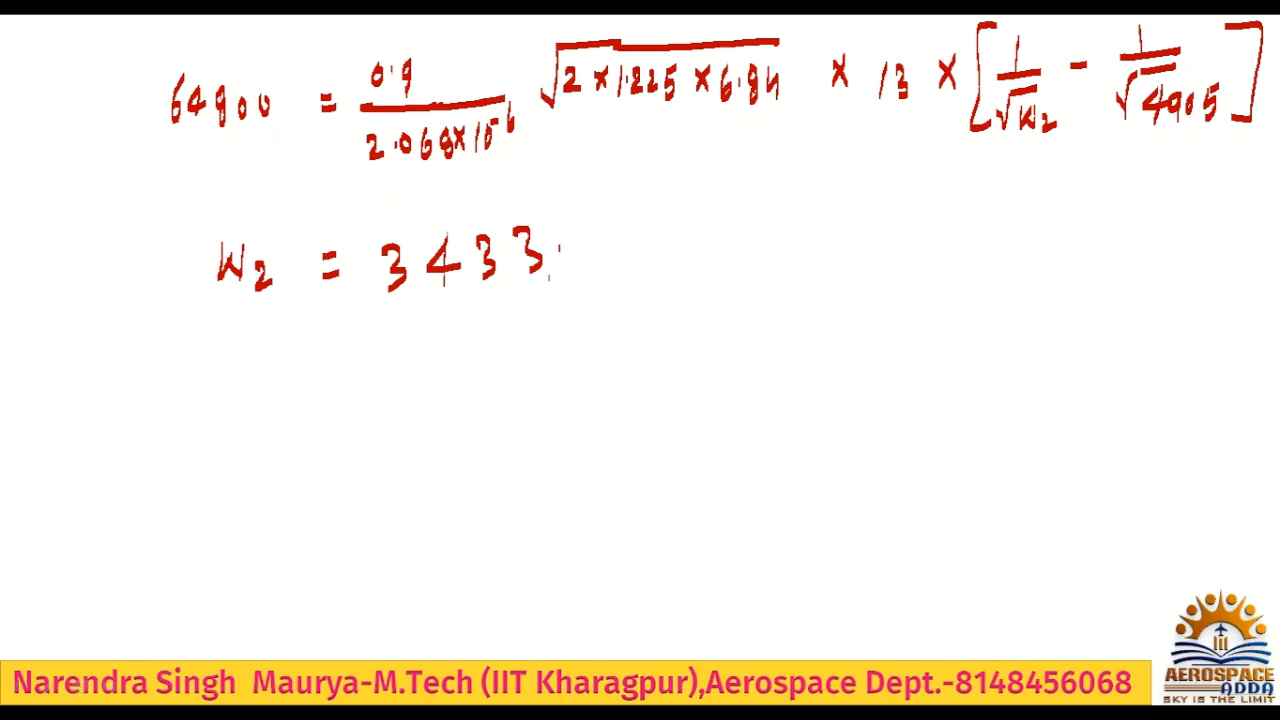 64800 = 0.9 / 2.068×10⁻⁶ √(2×1.225×6.84) × 13 × [1/√W₂ - 1/√4905]
W₂ = 3433.
Narendra Singh Maurya-M.Tech (IIT Kharagpur),Aerospace Dept.-8148456068
AEROSPACE
ADDA
SKY IS THE LIMIT